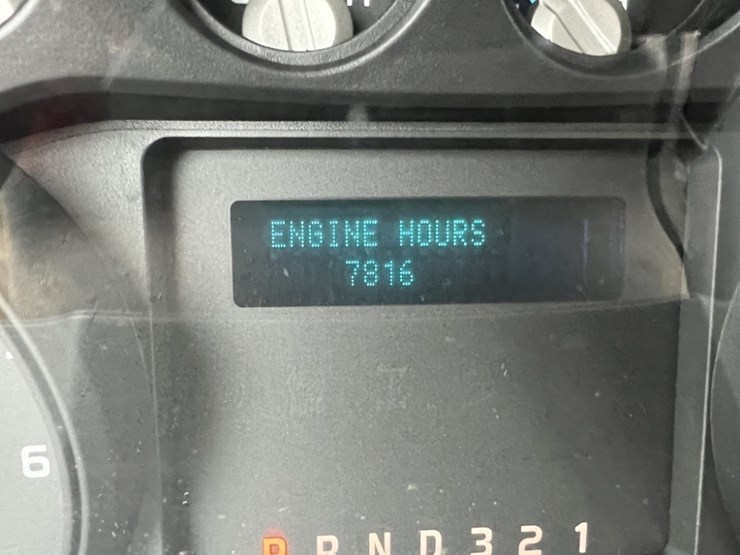 ENGINE HOURS
7816
6
P R N D 3 2 1